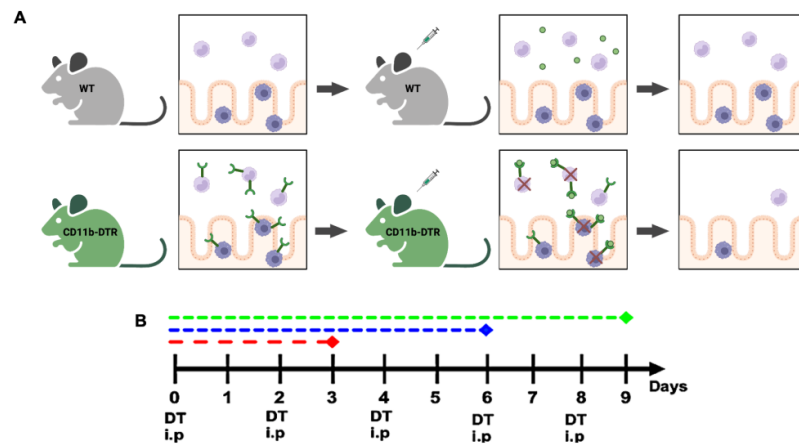 A
WT
WT
CD11b-DTR
CD11b-DTR
B
0 1 2 3 4 5 6 7 8 9 Days
DT DT DT DT DT
i.p i.p i.p i.p i.p